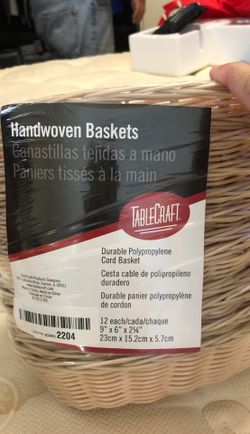 Handwoven Baskets
Canastillas tejidas a mano
Paniers tissés à la main
TABLECRAFT
Durable Polypropylene
Cord Basket
Cesta cable de polipropileno
duradero
Durable panier polypropylène
de cordon
12 each/cada/chaque
9" x 6" x 2¼"
23cm x 15.2cm x 5.7cm
2204